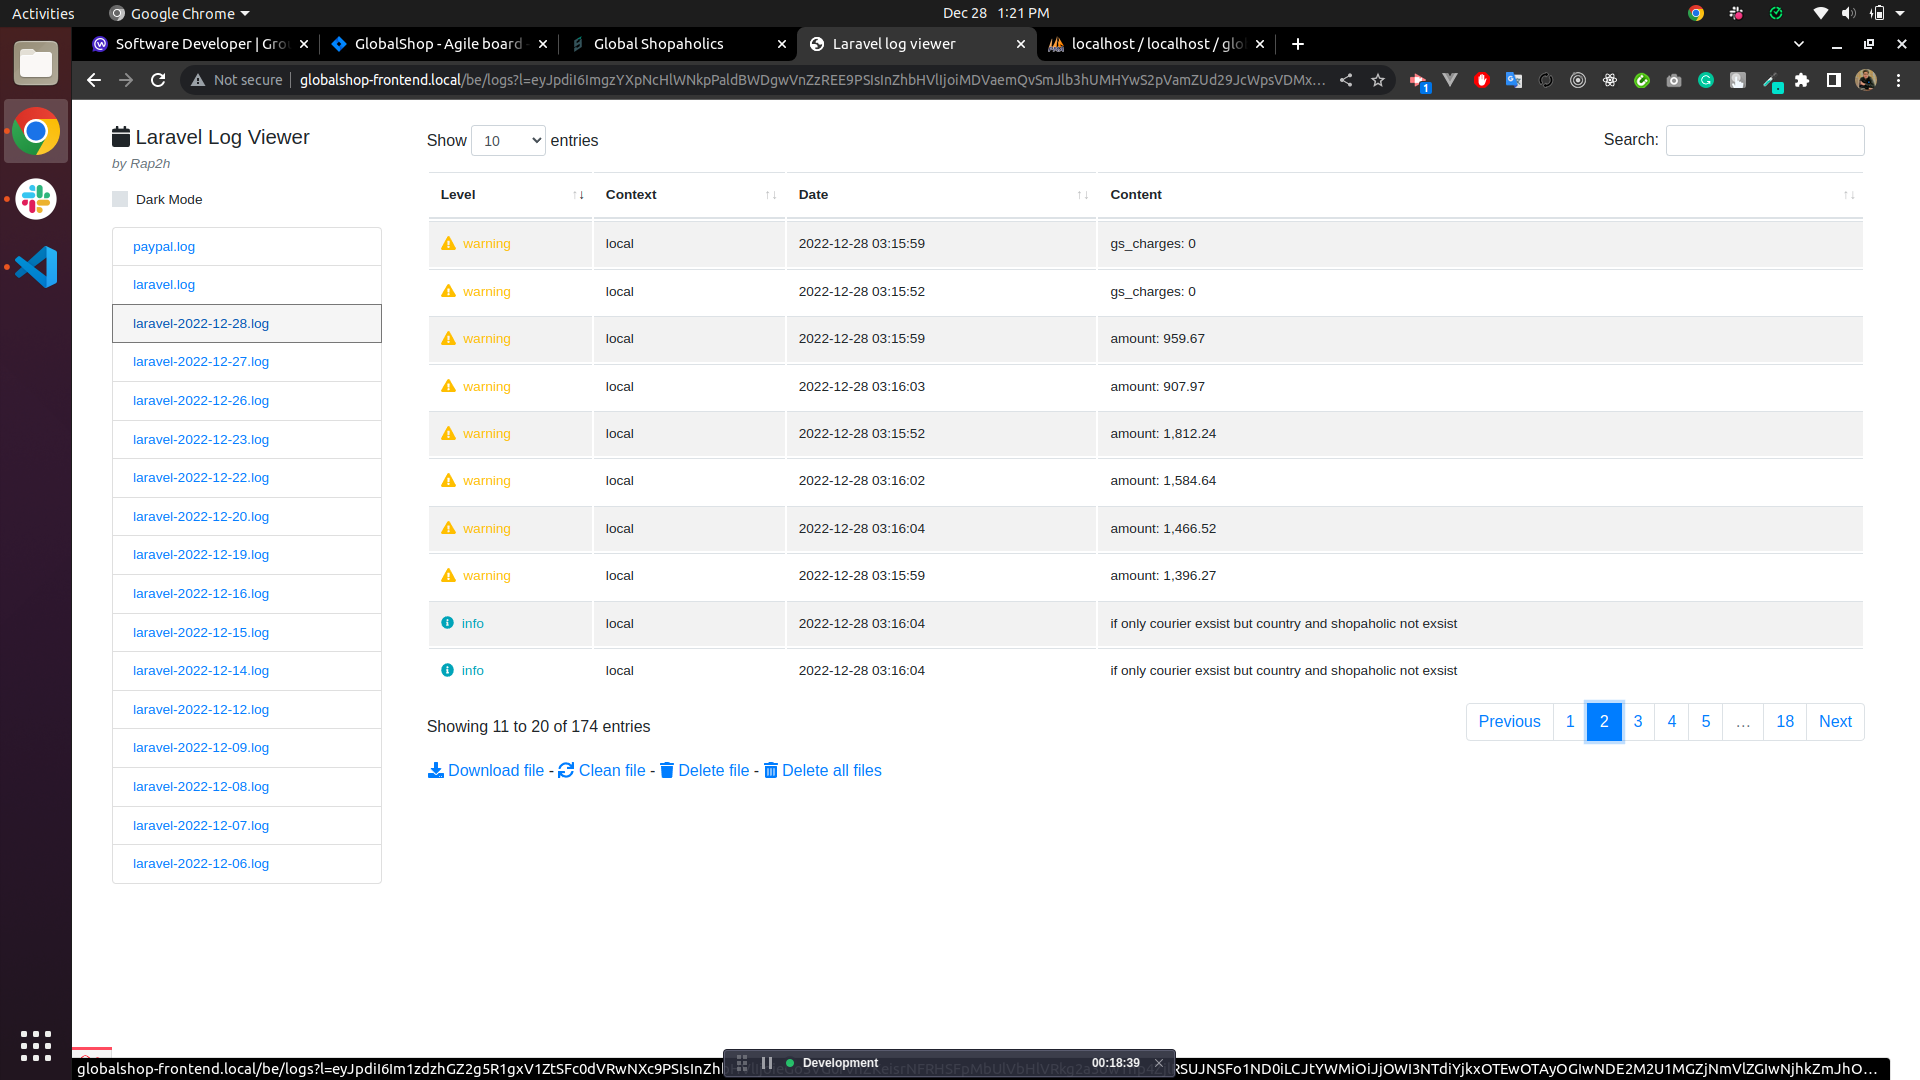 Activities
Google Chrome
Dec 28 1:21 PM
Software Developer | Gro
GlobalShop - Agile board
Global Shopaholics
Laravel log viewer
localhost / localhost / glo
Not secure
1
Laravel Log Viewer
by Rap2h
Dark Mode
paypal.log
laravel.log
laravel-2022-12-28.log
laravel-2022-12-27.log
laravel-2022-12-26.log
laravel-2022-12-23.log
laravel-2022-12-22.log
laravel-2022-12-20.log
laravel-2022-12-19.log
laravel-2022-12-16.log
laravel-2022-12-15.log
laravel-2022-12-14.log
laravel-2022-12-12.log
laravel-2022-12-09.log
laravel-2022-12-08.log
laravel-2022-12-07.log
laravel-2022-12-06.log
Show 10 entries
Search:
Level Context Date Content
warning local 2022-12-28 03:15:59 gs_charges: 0
warning local 2022-12-28 03:15:52 gs_charges: 0
warning local 2022-12-28 03:15:59 amount: 959.67
warning local 2022-12-28 03:16:03 amount: 907.97
warning local 2022-12-28 03:15:52 amount: 1,812.24
warning local 2022-12-28 03:16:02 amount: 1,584.64
warning local 2022-12-28 03:16:04 amount: 1,466.52
warning local 2022-12-28 03:15:59 amount: 1,396.27
info local 2022-12-28 03:16:04 if only courier exsist but country and shopaholic not exsist
info local 2022-12-28 03:16:04 if only courier exsist but country and shopaholic not exsist
Showing 11 to 20 of 174 entries
Previous 1 2 3 4 5 … 18 Next
Download file - Clean file - Delete file - Delete all files
Development 00:18:39